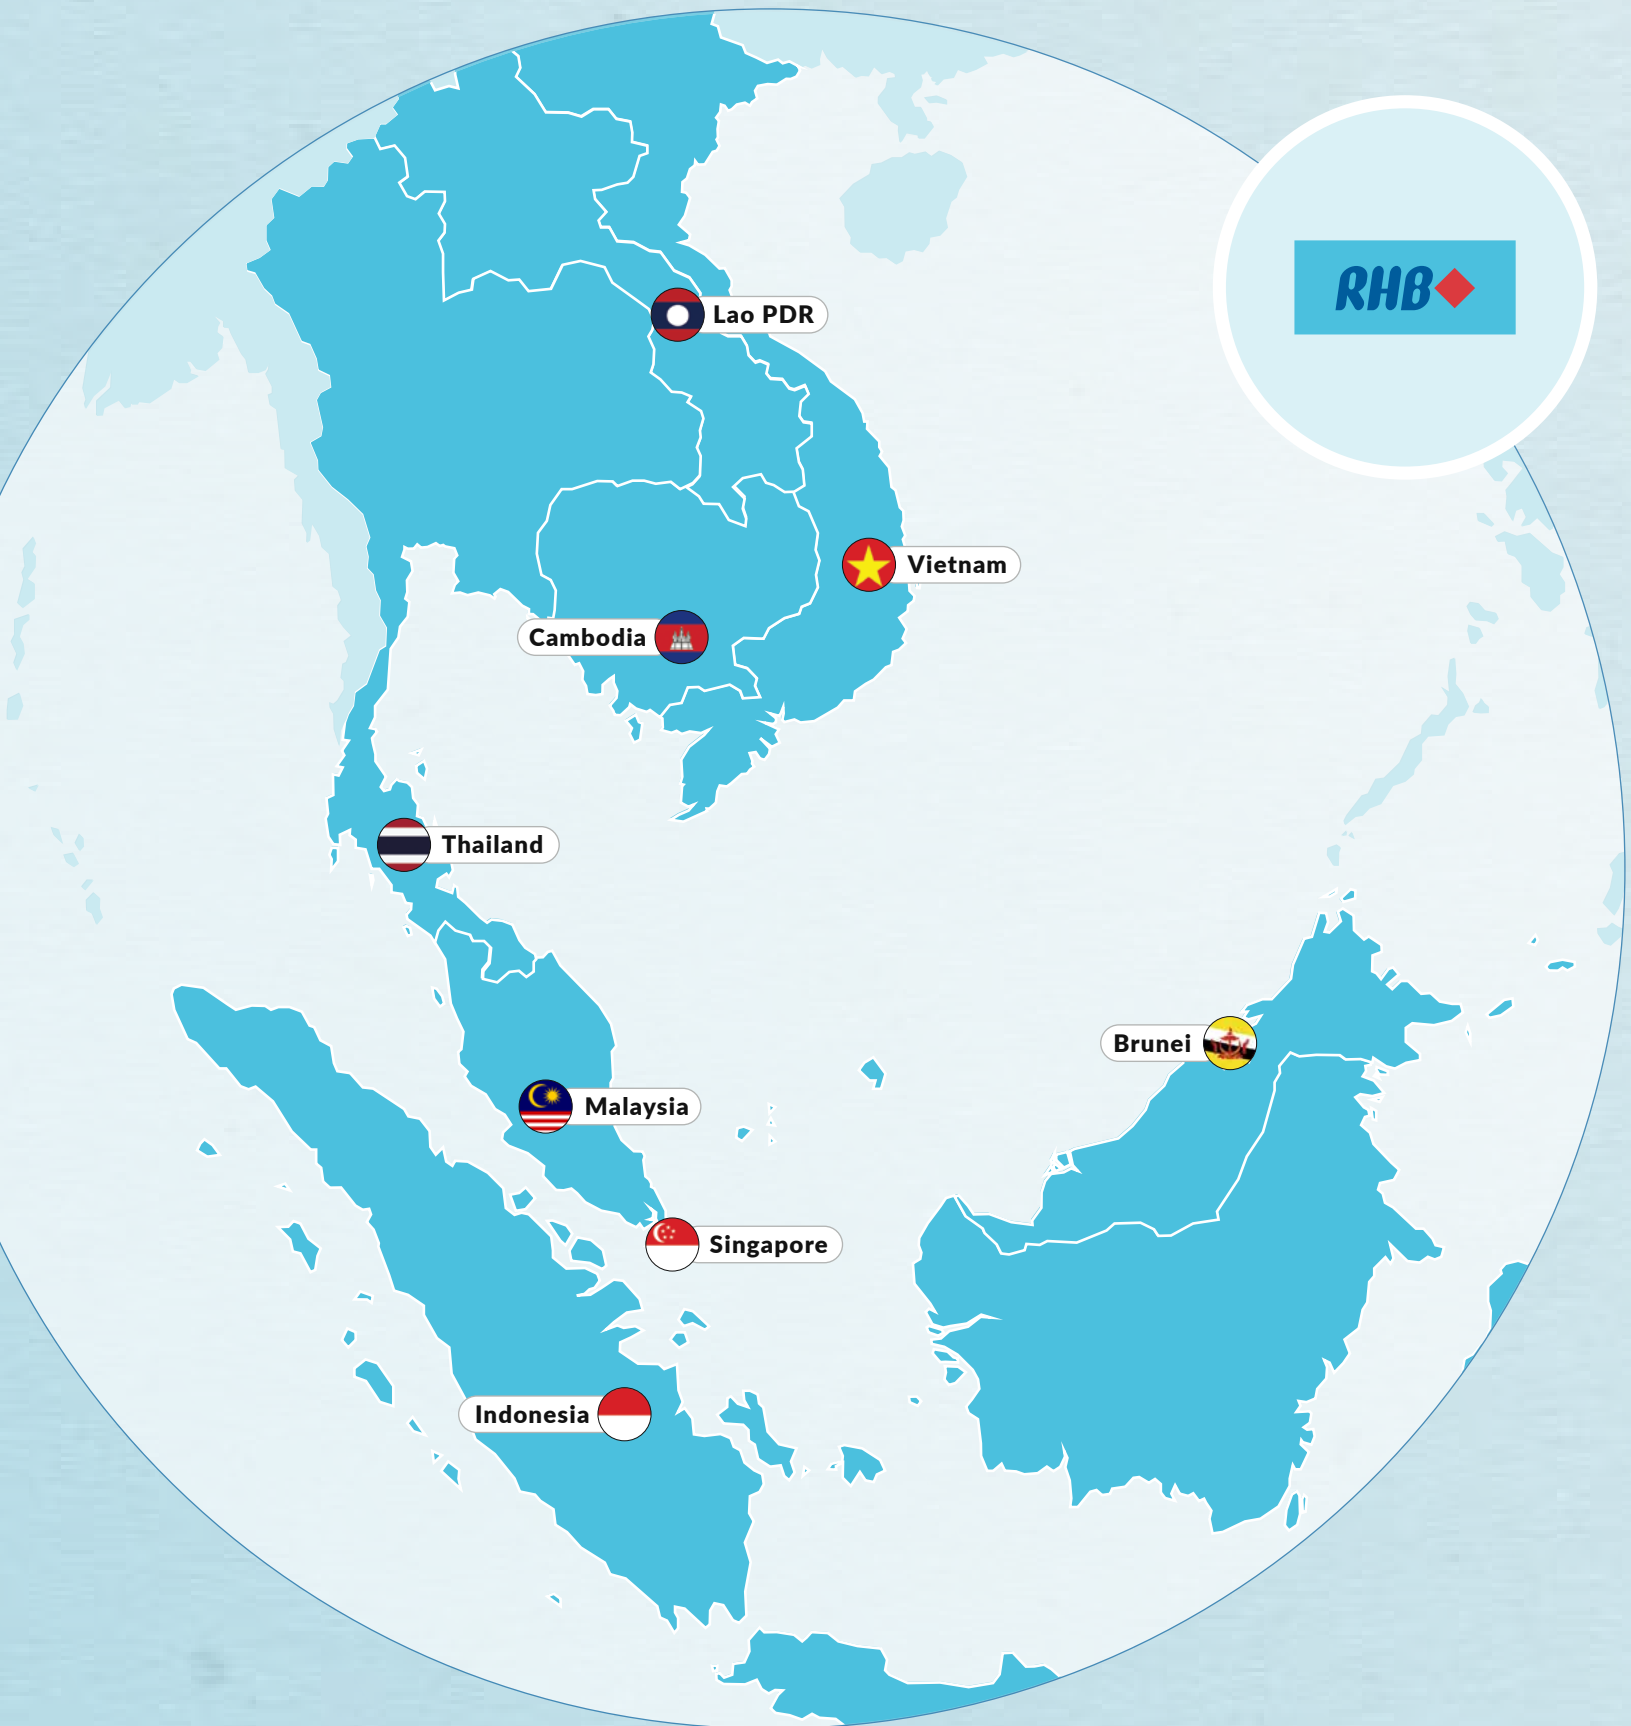 RHB
Lao PDR
Vietnam
Cambodia
Thailand
Brunei
Malaysia
Singapore
Indonesia